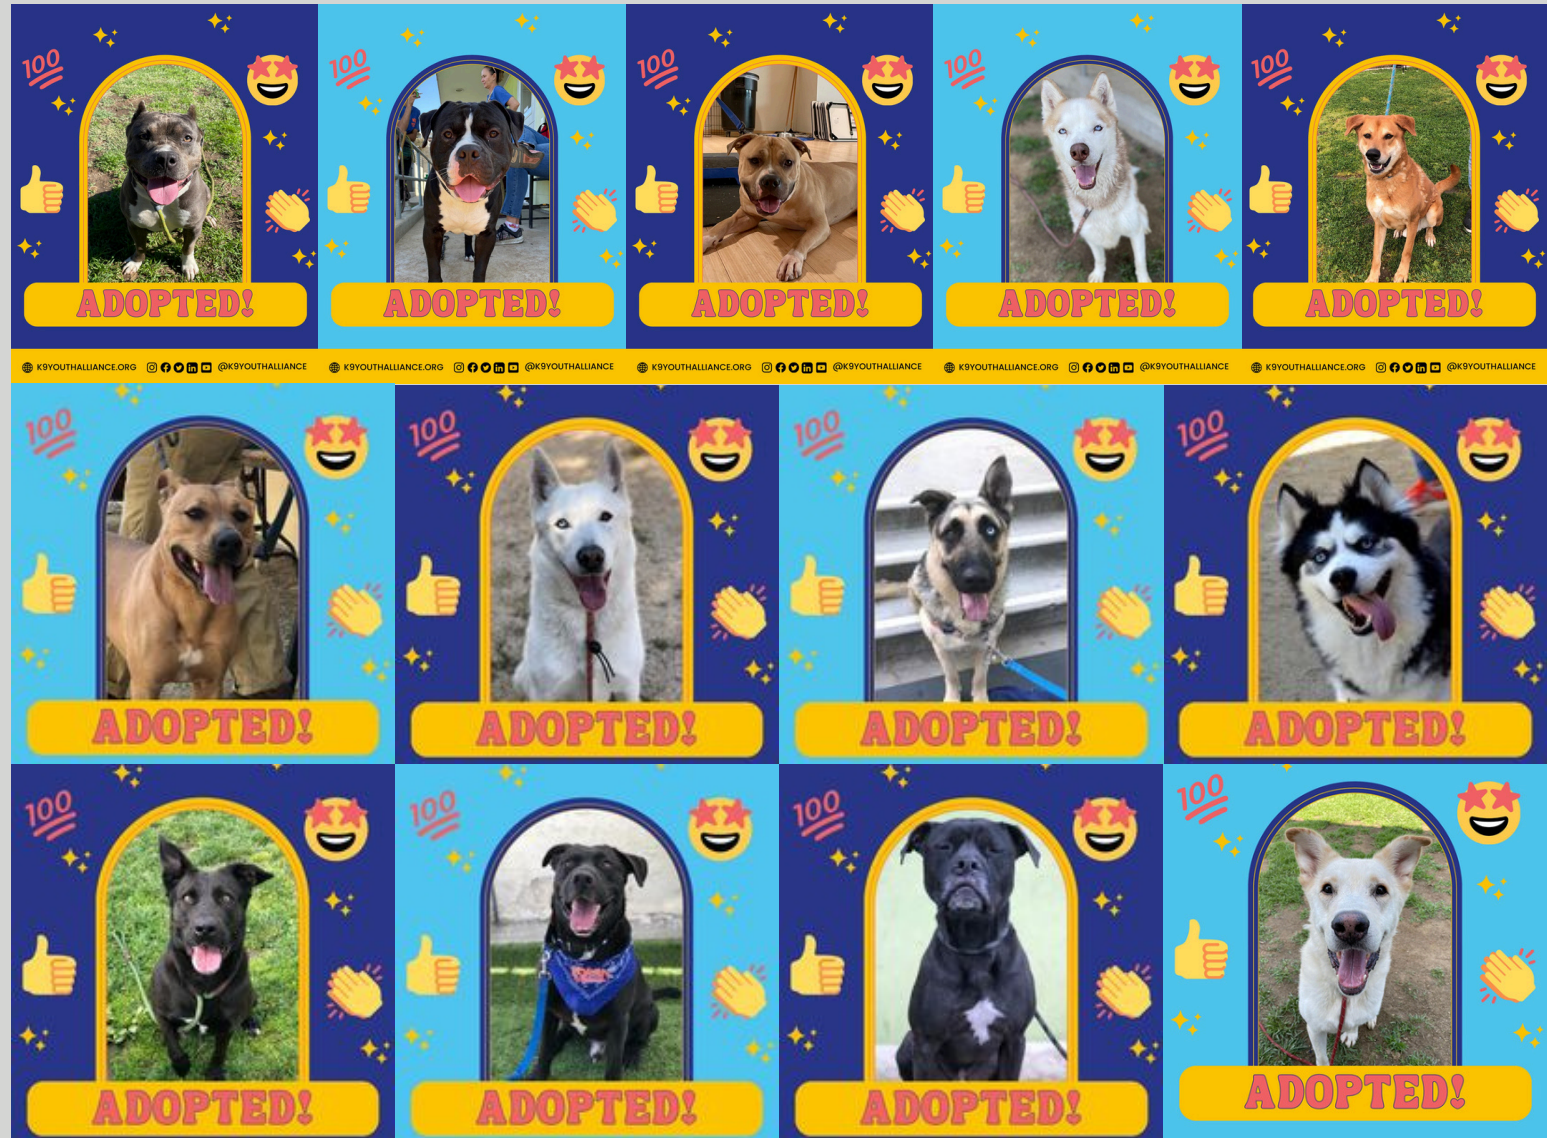 100 100 100 100 100
ADOPTED! ADOPTED! ADOPTED! ADOPTED! ADOPTED!
K9YOUTHALLIANCE.ORG @K9YOUTHALLIANCE K9YOUTHALLIANCE.ORG @K9YOUTHALLIANCE K9YOUTHALLIANCE.ORG @K9YOUTHALLIANCE K9YOUTHALLIANCE.ORG @K9YOUTHALLIANCE K9YOUTHALLIANCE.ORG @K9YOUTHALLIANCE
100 100 100 100
ADOPTED! ADOPTED! ADOPTED! ADOPTED!
100 100 100 100
ADOPTED! ADOPTED! ADOPTED! ADOPTED!